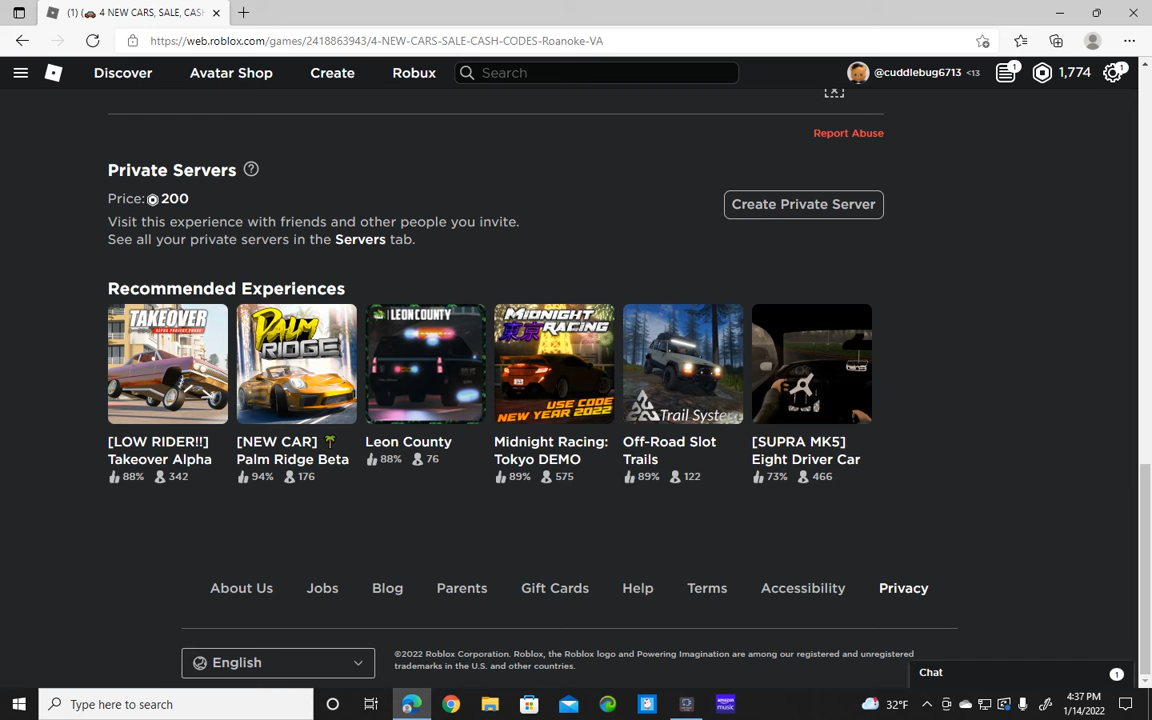 (1) (🚗 4 NEW CARS, SALE, CASH
https://web.roblox.com/games/2418863943/4-NEW-CARS-SALE-CASH-CODES-Roanoke-VA
Discover
Avatar Shop
Create
Robux
Search
@cuddlebug6713 <13
1
1,774
1
Report Abuse
Private Servers
Price: 200
Create Private Server
Visit this experience with friends and other people you invite.
See all your private servers in the Servers tab.
Recommended Experiences
TAKEOVER
PALM RIDGE
LEON COUNTY
MIDNIGHT RACING 東京
USE CODE NEW YEAR 2022
Trail Syste
[LOW RIDER!!] Takeover Alpha
88% 342
[NEW CAR] 🌴 Palm Ridge Beta
94% 176
Leon County
88% 76
Midnight Racing: Tokyo DEMO
89% 575
Off-Road Slot Trails
89% 122
[SUPRA MK5] Eight Driver Car
73% 466
About Us
Jobs
Blog
Parents
Gift Cards
Help
Terms
Accessibility
Privacy
English
©2022 Roblox Corporation. Roblox, the Roblox logo and Powering Imagination are among our registered and unregistered
trademarks in the U.S. and other countries.
Chat
1
Type here to search
amazon music
32°F
4:37 PM
1/14/2022